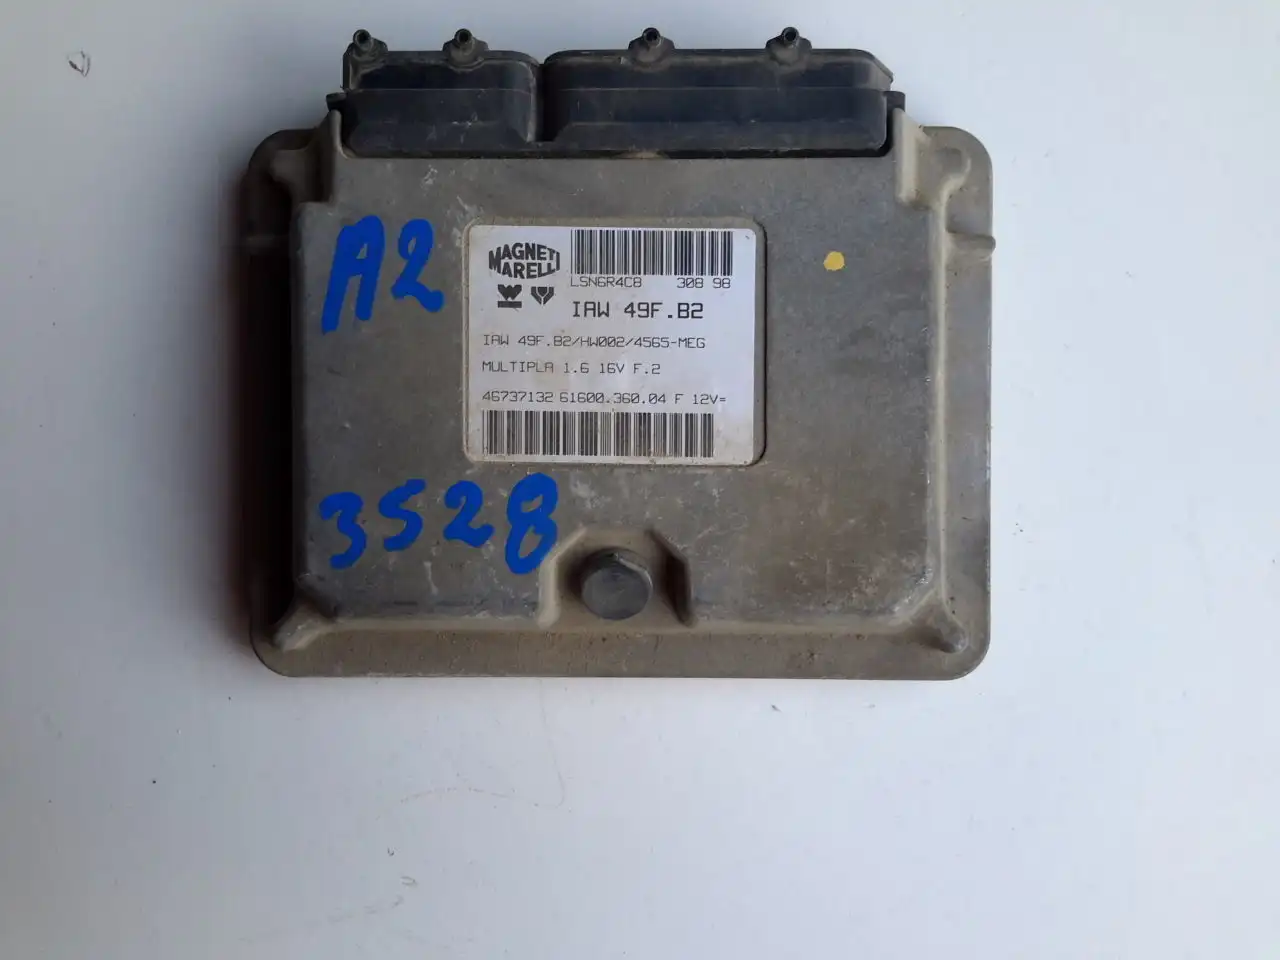 A2
MAGNETI
MARELLI
LSN6R4C8 308 98
IAW 49F.B2
IAW 49F.B2/HW002/4565-MEG
MULTIPLA 1.6 16V F.2
46737132 61600.360.04 F 12V=
3528